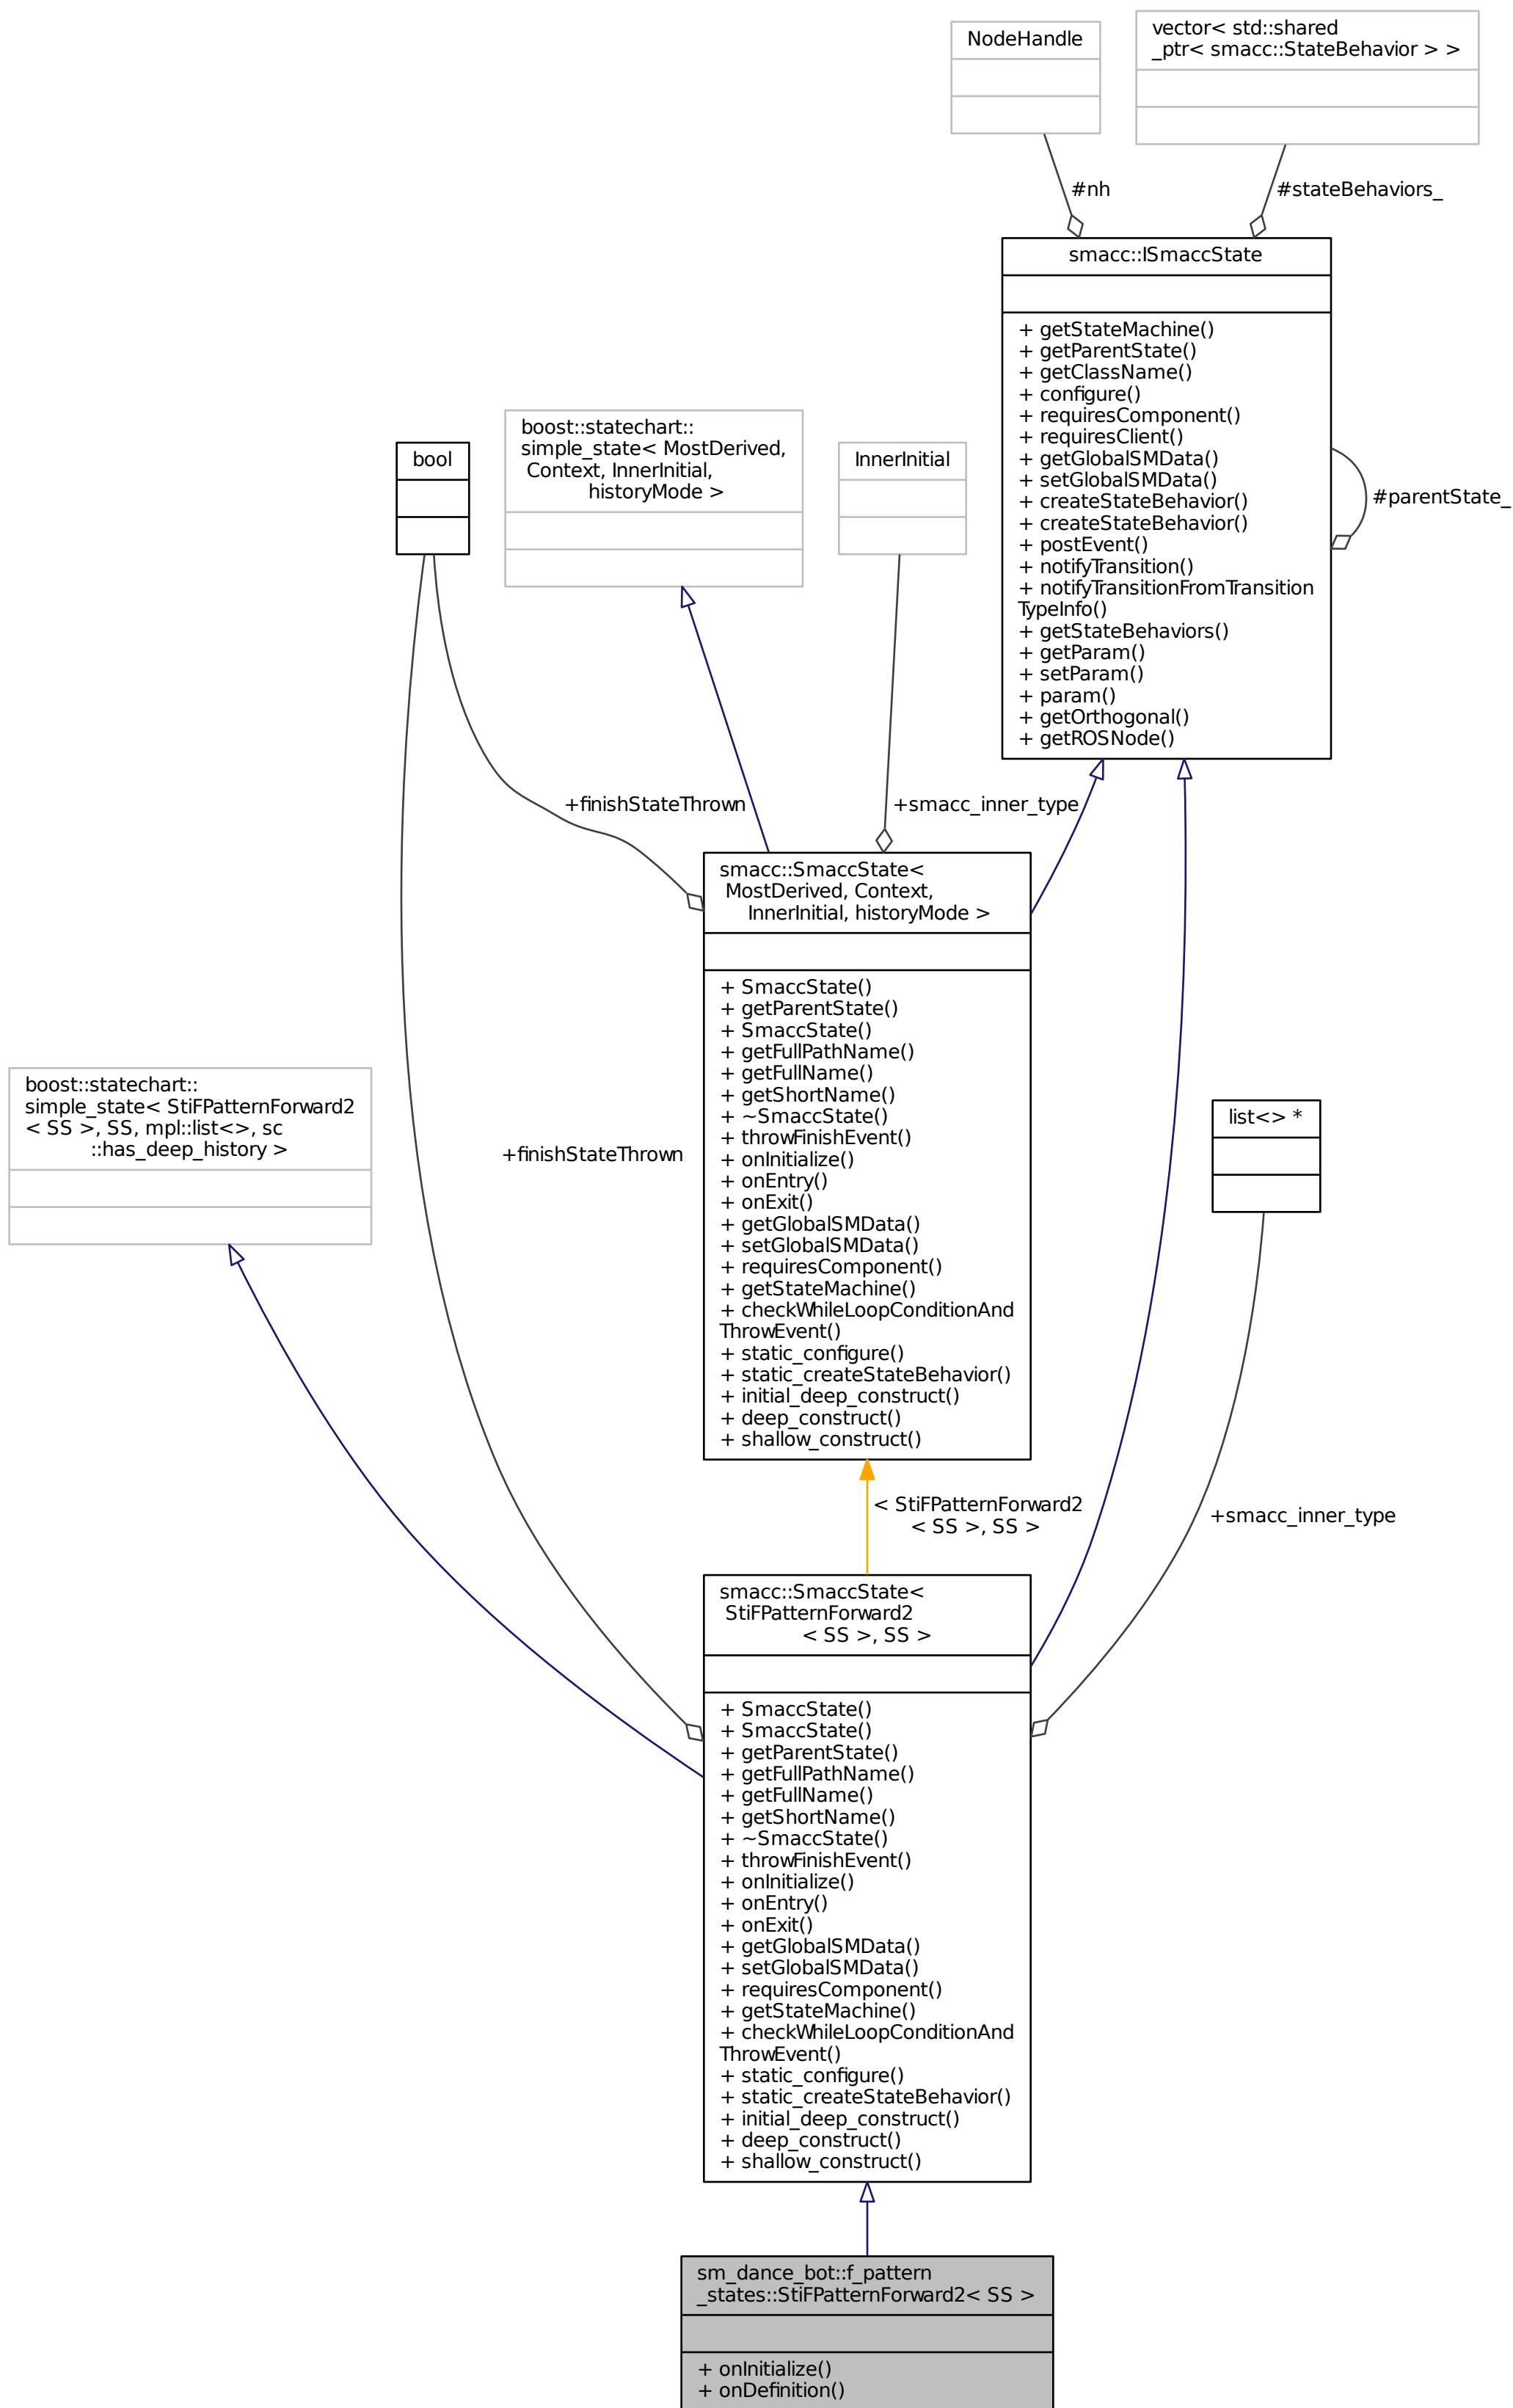 NodeHandle
vector< std::shared
_ptr< smacc::StateBehavior > >
#nh
#stateBehaviors_
smacc::ISmaccState
+ getStateMachine()
+ getParentState()
+ getClassName()
+ configure()
+ requiresComponent()
+ requiresClient()
+ getGlobalSMData()
+ setGlobalSMData()
+ createStateBehavior()
+ createStateBehavior()
+ postEvent()
+ notifyTransition()
+ notifyTransitionFromTransition
TypeInfo()
+ getStateBehaviors()
+ getParam()
+ setParam()
+ param()
+ getOrthogonal()
+ getROSNode()
#parentState_
bool
boost::statechart::
simple_state< MostDerived,
Context, InnerInitial,
historyMode >
InnerInitial
+finishStateThrown
+smacc_inner_type
smacc::SmaccState<
MostDerived, Context,
InnerInitial, historyMode >
+ SmaccState()
+ getParentState()
+ SmaccState()
+ getFullPathName()
+ getFullName()
+ getShortName()
+ ~SmaccState()
+ throwFinishEvent()
+ onInitialize()
+ onEntry()
+ onExit()
+ getGlobalSMData()
+ setGlobalSMData()
+ requiresComponent()
+ getStateMachine()
+ checkWhileLoopConditionAnd
ThrowEvent()
+ static_configure()
+ static_createStateBehavior()
+ initial_deep_construct()
+ deep_construct()
+ shallow_construct()
boost::statechart::
simple_state< StiFPatternForward2
< SS >, SS, mpl::list<>, sc
::has_deep_history >
+finishStateThrown
list<> *
< StiFPatternForward2
< SS >, SS >
+smacc_inner_type
smacc::SmaccState<
StiFPatternForward2
< SS >, SS >
+ SmaccState()
+ SmaccState()
+ getParentState()
+ getFullPathName()
+ getFullName()
+ getShortName()
+ ~SmaccState()
+ throwFinishEvent()
+ onInitialize()
+ onEntry()
+ onExit()
+ getGlobalSMData()
+ setGlobalSMData()
+ requiresComponent()
+ getStateMachine()
+ checkWhileLoopConditionAnd
ThrowEvent()
+ static_configure()
+ static_createStateBehavior()
+ initial_deep_construct()
+ deep_construct()
+ shallow_construct()
sm_dance_bot::f_pattern
_states::StiFPatternForward2< SS >
+ onInitialize()
+ onDefinition()